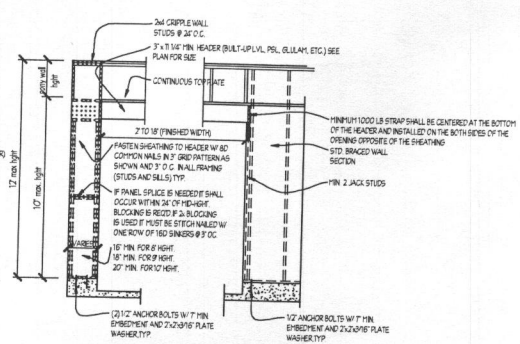 2x4 CRIPPLE WALL
STUDS @ 24" O.C.
3" x 11 1/4" MIN. HEADER (BUILT-UP LVL, PSL, GLULAM, ETC.) SEE
PLAN FOR SIZE
CONTINUOUS TOP PLATE
pony wall
hght
12' max. hght
10' max. hght
2' TO 18' (FINISHED WIDTH)
FASTEN SHEATHING TO HEADER W/ 8D
COMMON NAILS IN 3" GRID PATTERN AS
SHOWN AND 3" O.C. IN ALL FRAMING
(STUDS AND SILLS) TYP.
IF PANEL SPLICE IS NEEDED IT SHALL
OCCUR WITHIN 24" OF MID-HGHT.
BLOCKING IS REQ'D. IF 2x BLOCKING
IS USED IT MUST BE STITCH NAILED W/
ONE ROW OF 16D SINKERS @ 3" OC
VARIES
16" MIN. FOR 8' HGHT.
18" MIN. FOR 9' HGHT.
20" MIN. FOR 10' HGHT.
(2) 1/2" ANCHOR BOLTS W/ 7" MIN.
EMBEDMENT AND 2"x2"x3/16" PLATE
WASHER,TYP
MINIMUM 1000 LB STRAP SHALL BE CENTERED AT THE BOTTOM
OF THE HEADER AND INSTALLED ON THE BOTH SIDES OF THE
OPENING OPPOSITE OF THE SHEATHING
STD. BRACED WALL
SECTION
MIN 2 JACK STUDS
1/2" ANCHOR BOLTS W/ 7" MIN.
EMBEDMENT AND 2"x2"x3/16" PLATE
WASHER,TYP